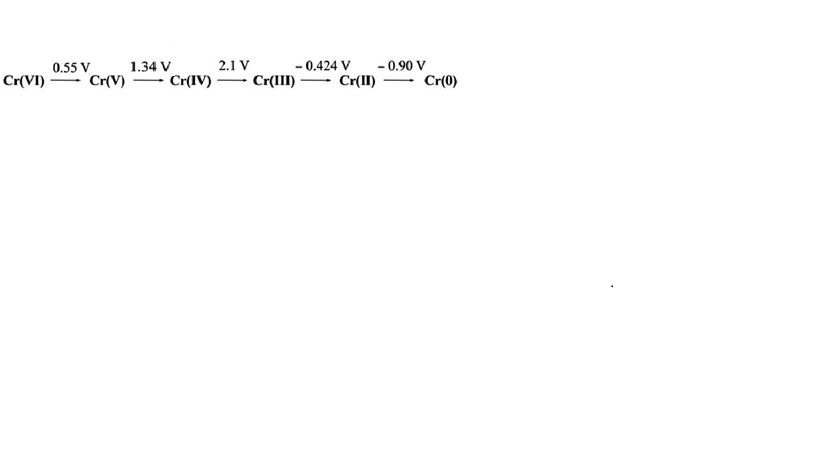 0.55 V 1.34 V 2.1 V – 0.424 V – 0.90 V
Cr(VI) ⟶ Cr(V) ⟶ Cr(IV) ⟶ Cr(III) ⟶ Cr(II) ⟶ Cr(0)